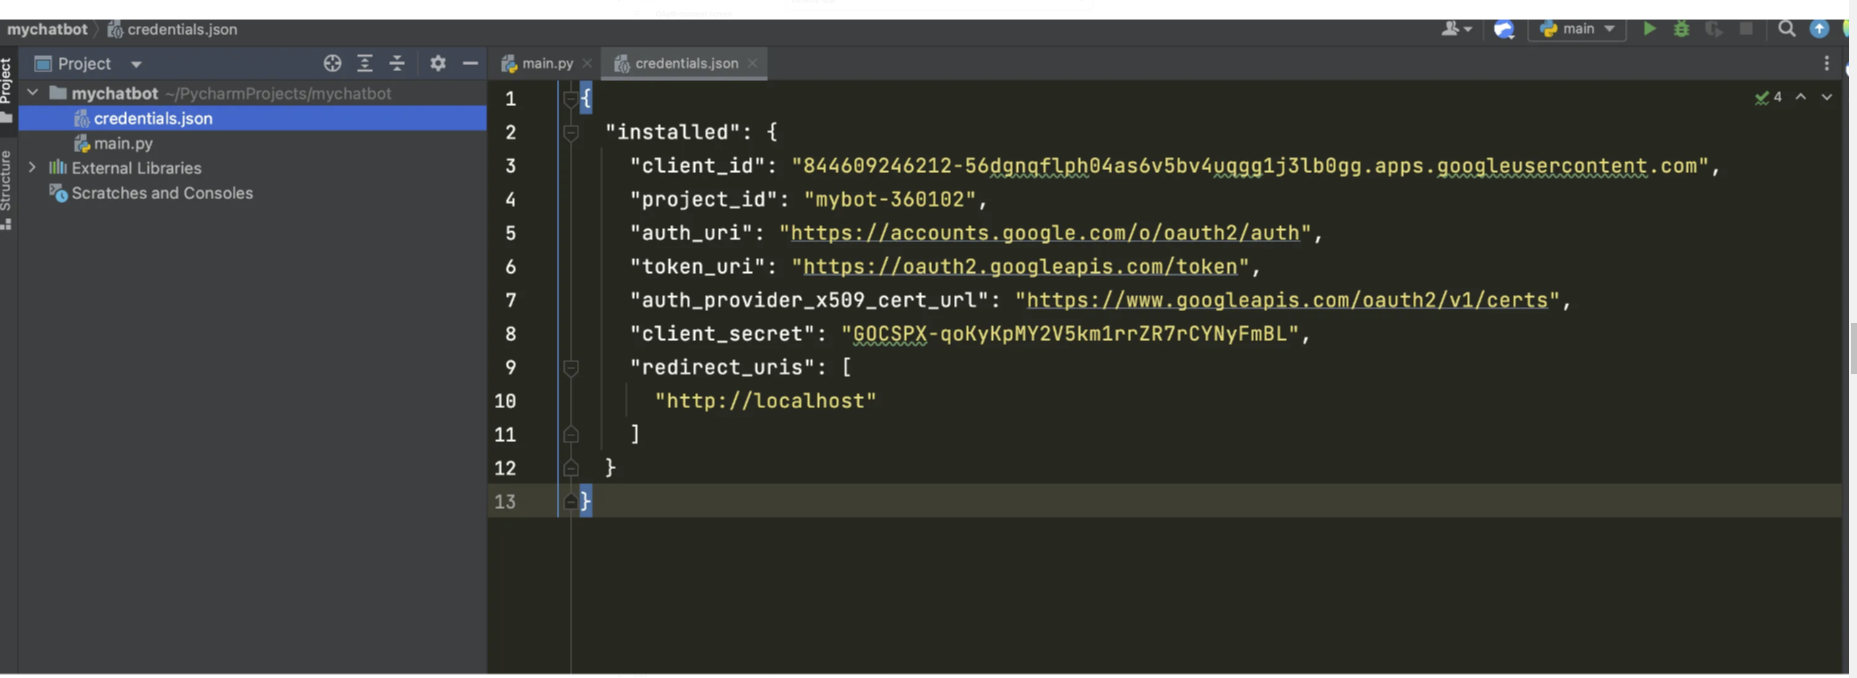 mychatbot credentials.json
main
Project
Project
main.py
credentials.json
mychatbot ~/PycharmProjects/mychatbot
credentials.json
main.py
External Libraries
Scratches and Consoles
Structure
4
1 {
2 "installed": {
3 "client_id": "844609246212-56dgnqflph04as6v5bv4uqgg1j3lb0gg.apps.googleusercontent.com",
4 "project_id": "mybot-360102",
5 "auth_uri": "https://accounts.google.com/o/oauth2/auth",
6 "token_uri": "https://oauth2.googleapis.com/token",
7 "auth_provider_x509_cert_url": "https://www.googleapis.com/oauth2/v1/certs",
8 "client_secret": "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",
9 "redirect_uris": [
10 "http://localhost"
11 ]
12 }
13 }